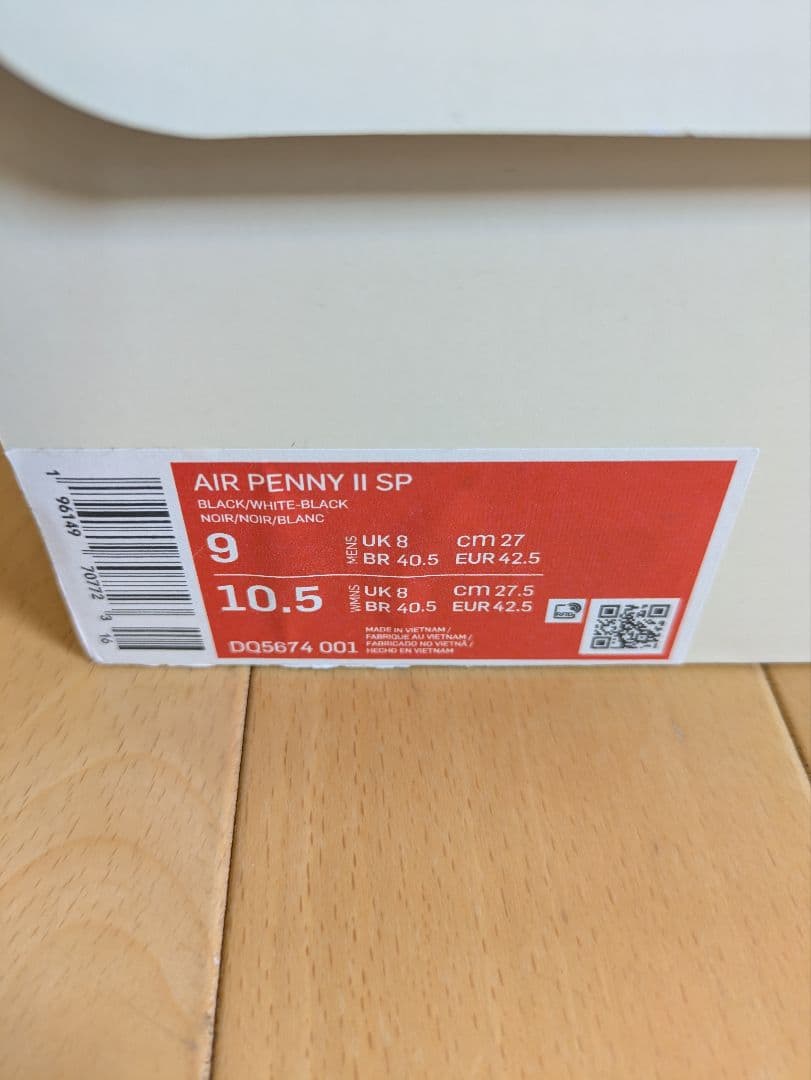 AIR PENNY II SP
BLACK/WHITE-BLACK
NOIR/NOIR/BLANC
9
MENS
UK 8 cm 27
BR 40.5 EUR 42.5
10.5
WMNS
UK 8 cm 27.5
BR 40.5 EUR 42.5
DQ5674 001
MADE IN VIETNAM /
FABRIQUE AU VIETNAM /
FABRICADO NO VIETNÃ /
HECHO EN VIETNAM
RFID
1 96149 70772 3 16